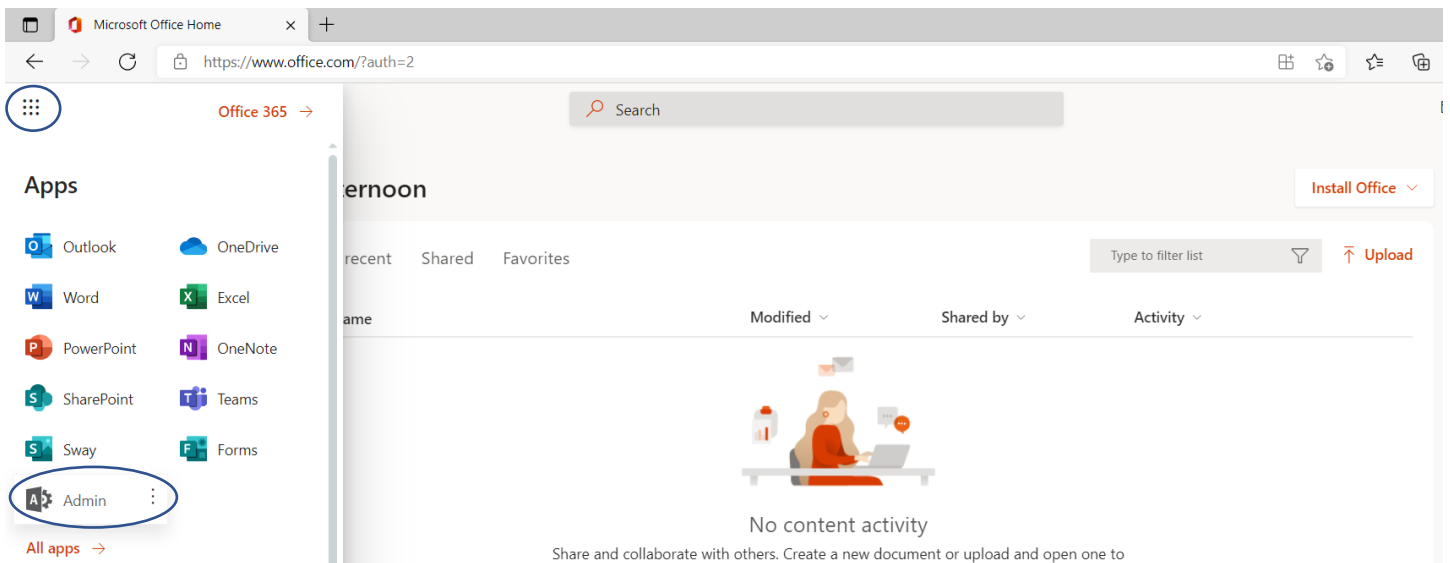 Microsoft Office Home
https://www.office.com/?auth=2
Office 365 →
Search
Apps
ernoon
Install Office
Outlook
OneDrive
recent Shared Favorites
Type to filter list
Upload
Word
Excel
ame
Modified
Shared by
Activity
PowerPoint
OneNote
SharePoint
Teams
Sway
Forms
Admin
All apps →
No content activity
Share and collaborate with others. Create a new document or upload and open one to